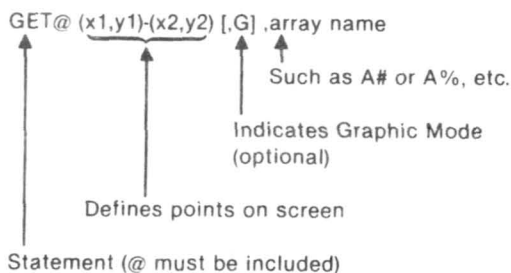 GET@ (x1,y1)-(x2,y2) [,G] ,array name
Such as A# or A%, etc.
Indicates Graphic Mode
(optional)
Defines points on screen
Statement (@ must be included)